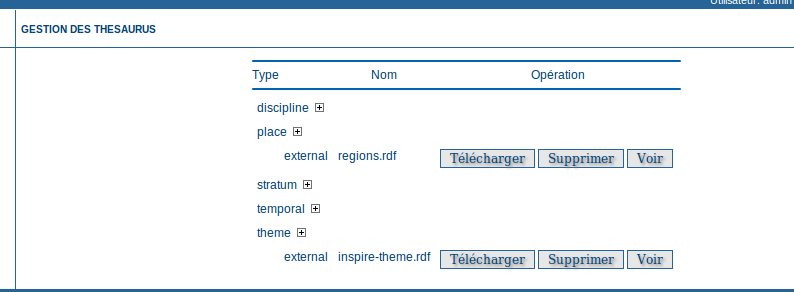 Utilisateur: admin
GESTION DES THESAURUS
Type Nom Opération
discipline
place
external regions.rdf Télécharger Supprimer Voir
stratum
temporal
theme
external inspire-theme.rdf Télécharger Supprimer Voir